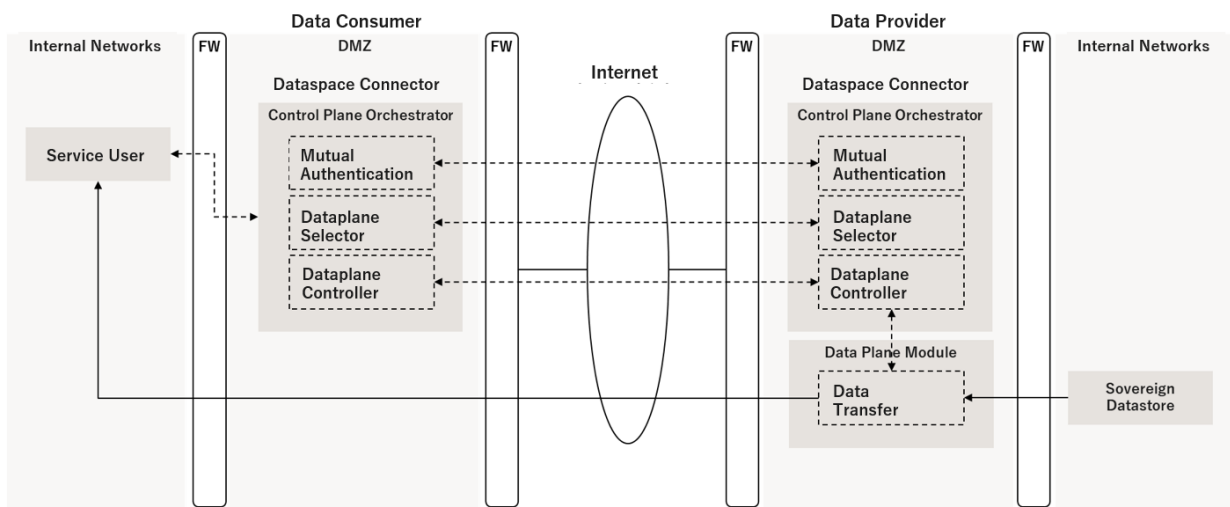 Data Consumer
Data Provider
Internal Networks
FW
DMZ
FW
FW
DMZ
FW
Internal Networks
Internet
Dataspace Connector
Dataspace Connector
Control Plane Orchestrator
Control Plane Orchestrator
Service User
Mutual
Authentication
Mutual
Authentication
Dataplane
Selector
Dataplane
Selector
Dataplane
Controller
Dataplane
Controller
Data Plane Module
Data
Transfer
Sovereign
Datastore